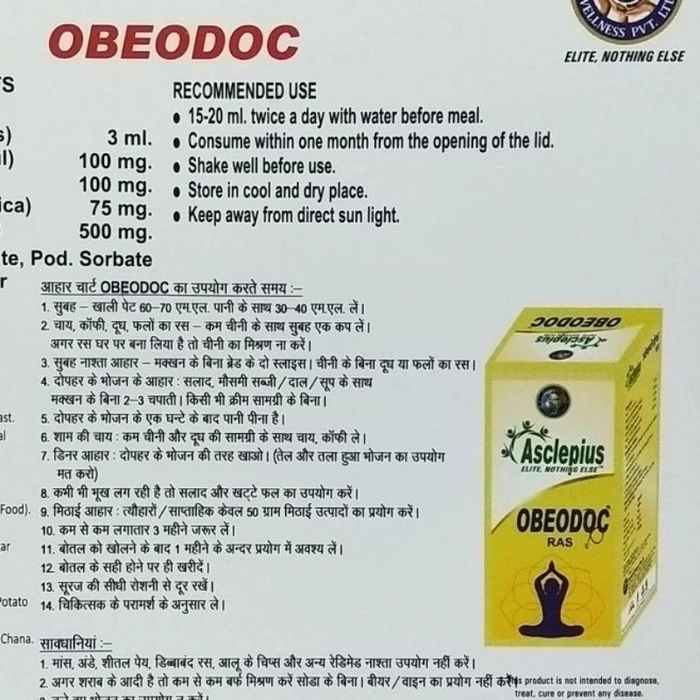 WELLNESS PVT. LTD
ELITE, NOTHING ELSE
OBEODOC
RECOMMENDED USE
• 15-20 ml. twice a day with water before meal.
• Consume within one month from the opening of the lid.
• Shake well before use.
• Store in cool and dry place.
• Keep away from direct sun light.
3 ml.
100 mg.
100 mg.
75 mg.
500 mg.
Pod. Sorbate
आहार चार्ट OBEODOC का उपयोग करते समय :–
1. सुबह – खाली पेट 60–70 एम.एल. पानी के साथ 30–40 एम.एल. लें।
2. चाय, कॉफी, दूध, फलों का रस – कम चीनी के साथ सुबह एक कप लें।
अगर रस घर पर बना लिया है तो चीनी का मिश्रण ना करें।
3. सुबह नाश्ता आहार – मक्खन के बिना ब्रेड के दो स्लाइस। चीनी के बिना दूध या फलों का रस।
4. दोपहर के भोजन के आहार : सलाद, मौसमी सब्जी/दाल/सूप के साथ
मक्खन के बिना 2–3 चपाती। किसी भी क्रीम सामग्री के बिना।
5. दोपहर के भोजन के एक घन्टे के बाद पानी पीना है।
6. शाम की चाय : कम चीनी और दूध की सामग्री के साथ चाय, कॉफी ले।
7. डिनर आहार : दोपहर के भोजन की तरह खाओ। (तेल और तला हुआ भोजन का उपयोग
मत करो)
8. कभी भी भूख लग रही है तो सलाद और खट्टे फल का उपयोग करें।
Food). 9. मिठाई आहार : त्यौहारों/साप्ताहिक केवल 50 ग्राम मिठाई उत्पादों का प्रयोग करें।
10. कम से कम लगातार 3 महीने जरूर लें।
11. बोतल को खोलने के बाद 1 महीने के अन्दर प्रयोग में अवश्य लें।
12. बोतल के सही होने पर ही खरीदें।
13. सूरज की सीधी रोशनी से दूर रखें।
Potato 14. चिकित्सक के परामर्श के अनुसार ले।
Chana. सावधानियां :–
1. मांस, अंडे, शीतल पेय, डिब्बाबंद रस, आलू के चिप्स और अन्य रेडिमेड नाश्ता उपयोग नहीं करें।
2. अगर शराब के आदी है तो कम से कम बर्फ मिश्रण करें सोडा के बिना। बीयर/वाइन का प्रयोग नहीं करें।
OBEODOC
Asclepius
Asclepius
ELITE, NOTHING ELSE
OBEODOC
RAS
product is not intended to diagnose,
treat, cure or prevent any disease.